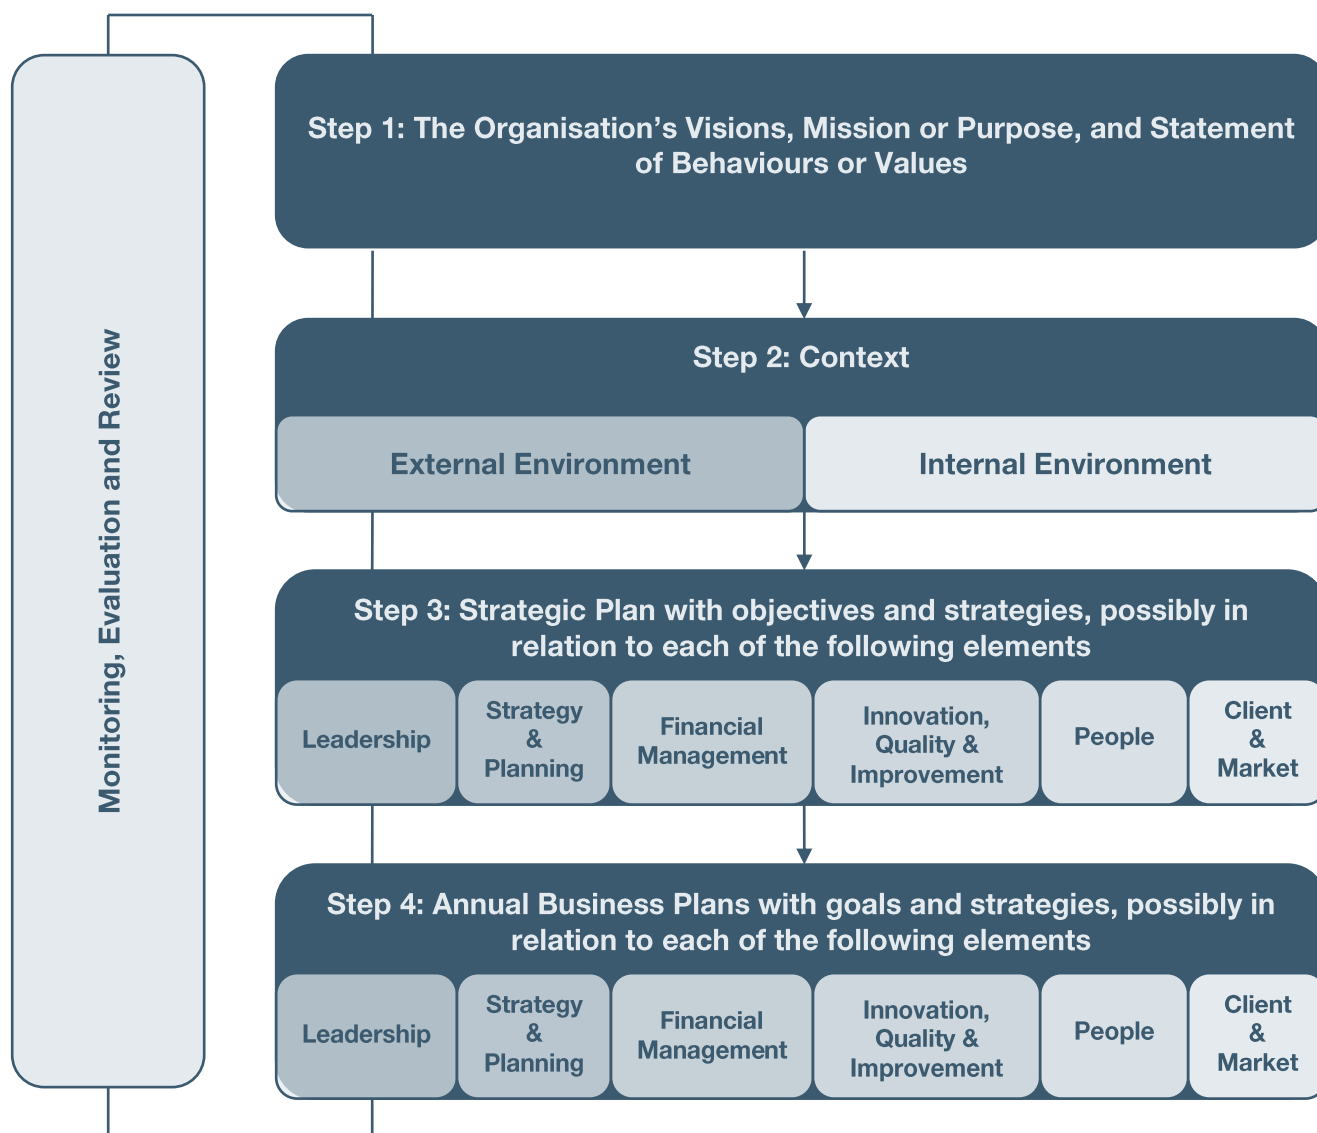 Monitoring, Evaluation and Review
Step 1: The Organisation’s Visions, Mission or Purpose, and Statement
of Behaviours or Values
Step 2: Context
External Environment
Internal Environment
Step 3: Strategic Plan with objectives and strategies, possibly in
relation to each of the following elements
Leadership
Strategy
&
Planning
Financial
Management
Innovation,
Quality &
Improvement
People
Client
&
Market
Step 4: Annual Business Plans with goals and strategies, possibly in
relation to each of the following elements
Leadership
Strategy
&
Planning
Financial
Management
Innovation,
Quality &
Improvement
People
Client
&
Market